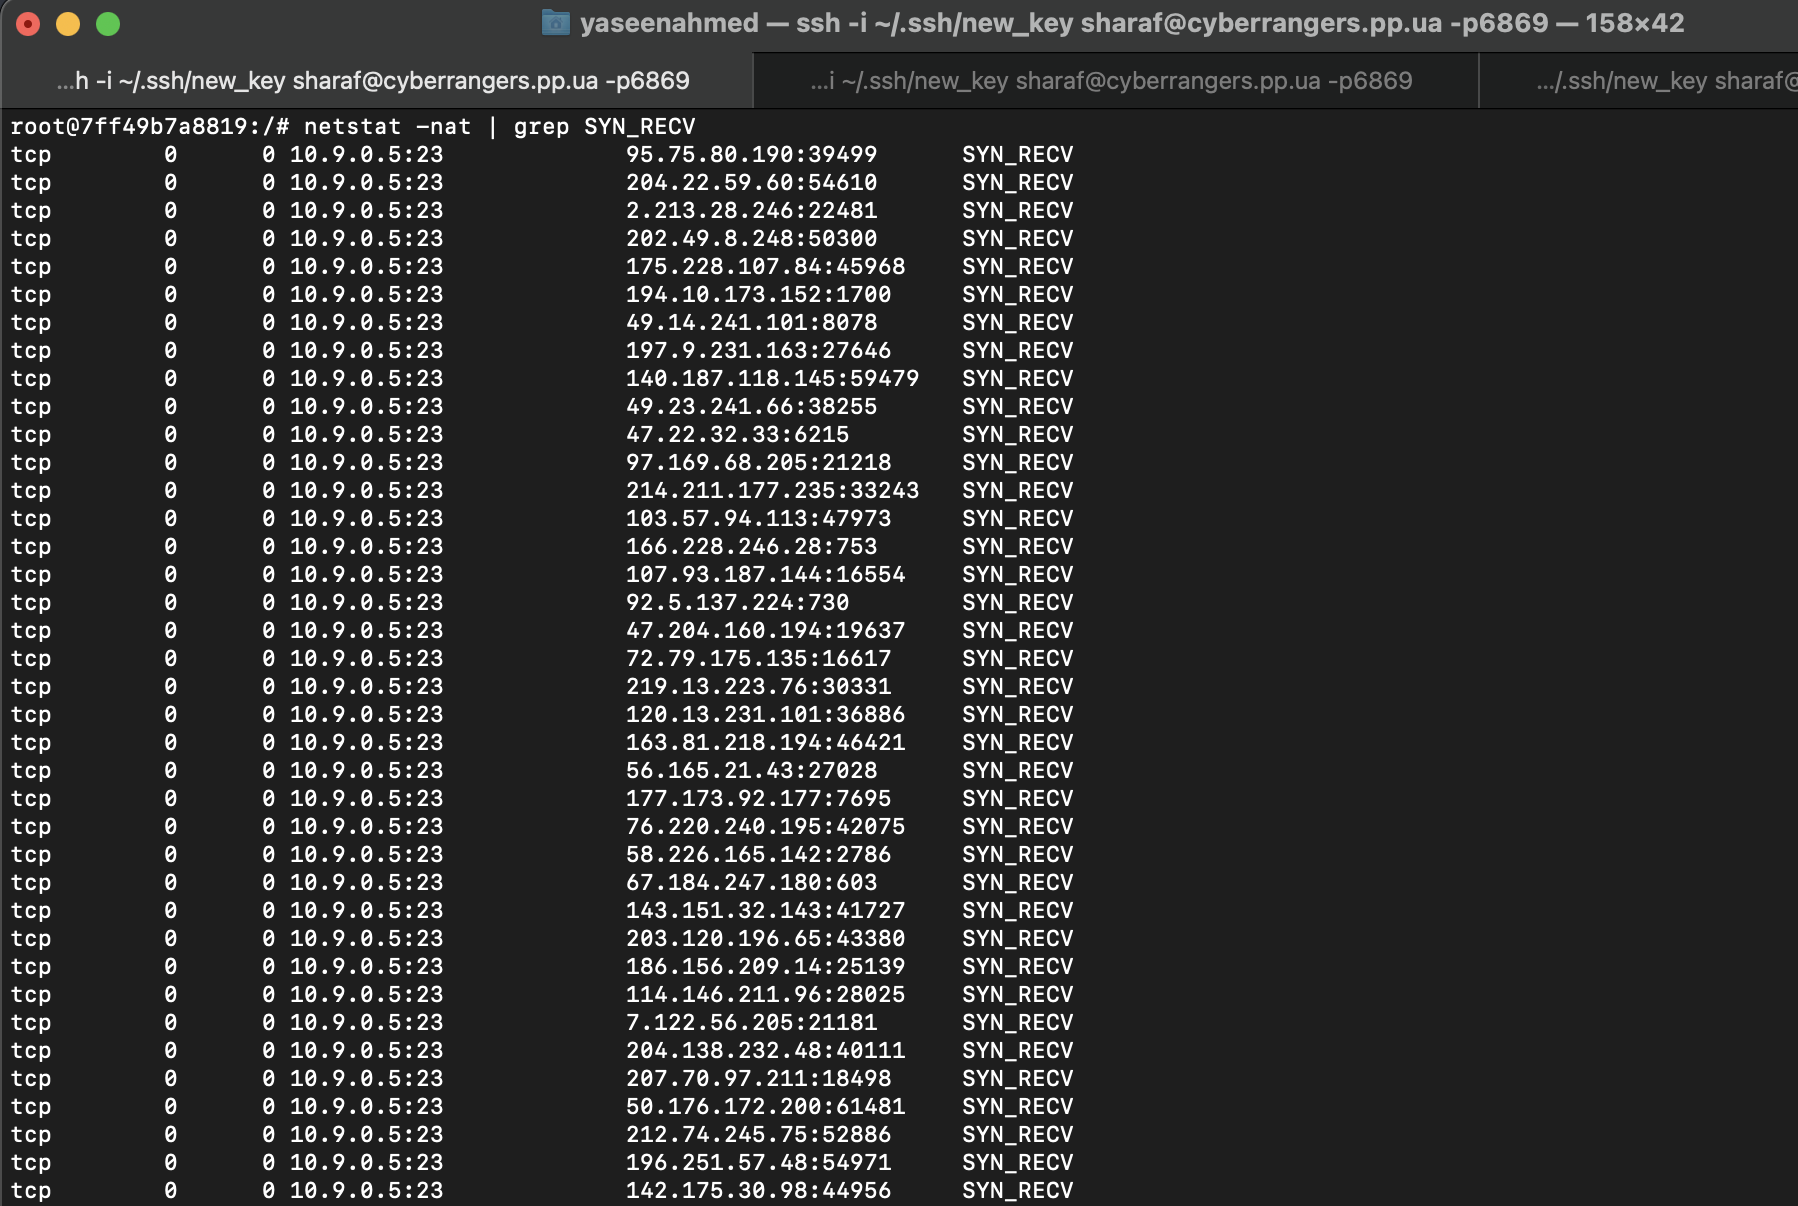 yaseenahmed — ssh -i ~/.ssh/new_key sharaf@cyberrangers.pp.ua -p6869 — 158×42
...h -i ~/.ssh/new_key sharaf@cyberrangers.pp.ua -p6869
...i ~/.ssh/new_key sharaf@cyberrangers.pp.ua -p6869
.../.ssh/new_key sharaf@
root@7ff49b7a8819:/# netstat -nat | grep SYN_RECV
tcp 0 0 10.9.0.5:23 95.75.80.190:39499 SYN_RECV
tcp 0 0 10.9.0.5:23 204.22.59.60:54610 SYN_RECV
tcp 0 0 10.9.0.5:23 2.213.28.246:22481 SYN_RECV
tcp 0 0 10.9.0.5:23 202.49.8.248:50300 SYN_RECV
tcp 0 0 10.9.0.5:23 175.228.107.84:45968 SYN_RECV
tcp 0 0 10.9.0.5:23 194.10.173.152:1700 SYN_RECV
tcp 0 0 10.9.0.5:23 49.14.241.101:8078 SYN_RECV
tcp 0 0 10.9.0.5:23 197.9.231.163:27646 SYN_RECV
tcp 0 0 10.9.0.5:23 140.187.118.145:59479 SYN_RECV
tcp 0 0 10.9.0.5:23 49.23.241.66:38255 SYN_RECV
tcp 0 0 10.9.0.5:23 47.22.32.33:6215 SYN_RECV
tcp 0 0 10.9.0.5:23 97.169.68.205:21218 SYN_RECV
tcp 0 0 10.9.0.5:23 214.211.177.235:33243 SYN_RECV
tcp 0 0 10.9.0.5:23 103.57.94.113:47973 SYN_RECV
tcp 0 0 10.9.0.5:23 166.228.246.28:753 SYN_RECV
tcp 0 0 10.9.0.5:23 107.93.187.144:16554 SYN_RECV
tcp 0 0 10.9.0.5:23 92.5.137.224:730 SYN_RECV
tcp 0 0 10.9.0.5:23 47.204.160.194:19637 SYN_RECV
tcp 0 0 10.9.0.5:23 72.79.175.135:16617 SYN_RECV
tcp 0 0 10.9.0.5:23 219.13.223.76:30331 SYN_RECV
tcp 0 0 10.9.0.5:23 120.13.231.101:36886 SYN_RECV
tcp 0 0 10.9.0.5:23 163.81.218.194:46421 SYN_RECV
tcp 0 0 10.9.0.5:23 56.165.21.43:27028 SYN_RECV
tcp 0 0 10.9.0.5:23 177.173.92.177:7695 SYN_RECV
tcp 0 0 10.9.0.5:23 76.220.240.195:42075 SYN_RECV
tcp 0 0 10.9.0.5:23 58.226.165.142:2786 SYN_RECV
tcp 0 0 10.9.0.5:23 67.184.247.180:603 SYN_RECV
tcp 0 0 10.9.0.5:23 143.151.32.143:41727 SYN_RECV
tcp 0 0 10.9.0.5:23 203.120.196.65:43380 SYN_RECV
tcp 0 0 10.9.0.5:23 186.156.209.14:25139 SYN_RECV
tcp 0 0 10.9.0.5:23 114.146.211.96:28025 SYN_RECV
tcp 0 0 10.9.0.5:23 7.122.56.205:21181 SYN_RECV
tcp 0 0 10.9.0.5:23 204.138.232.48:40111 SYN_RECV
tcp 0 0 10.9.0.5:23 207.70.97.211:18498 SYN_RECV
tcp 0 0 10.9.0.5:23 50.176.172.200:61481 SYN_RECV
tcp 0 0 10.9.0.5:23 212.74.245.75:52886 SYN_RECV
tcp 0 0 10.9.0.5:23 196.251.57.48:54971 SYN_RECV
tcp 0 0 10.9.0.5:23 142.175.30.98:44956 SYN_RECV